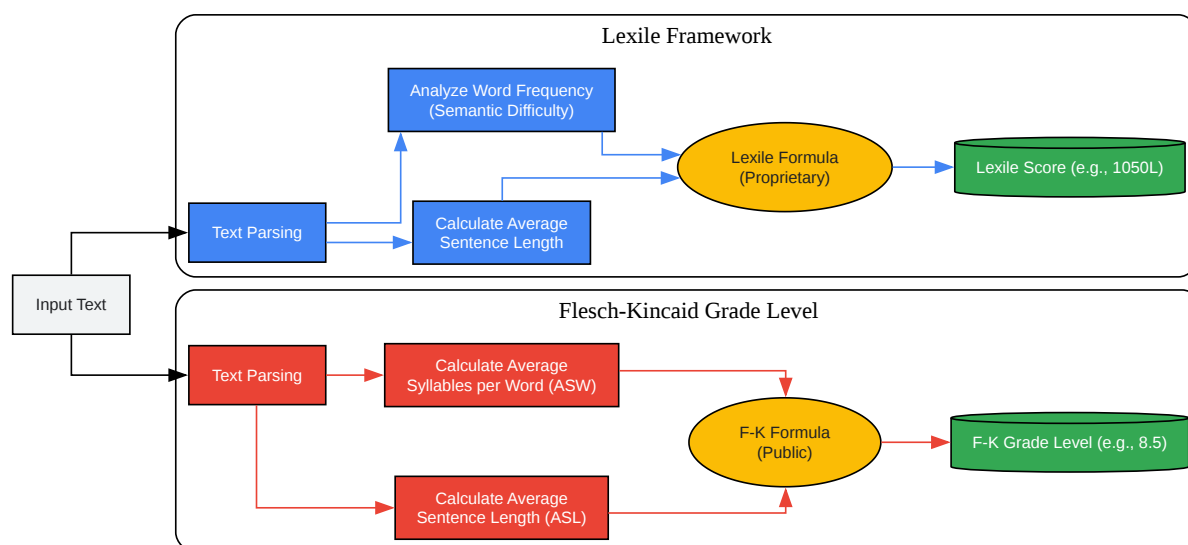 Lexile Framework
Analyze Word Frequency
(Semantic Difficulty)
Lexile Formula
(Proprietary)
Lexile Score (e.g., 1050L)
Text Parsing
Calculate Average
Sentence Length
Input Text
Flesch-Kincaid Grade Level
Text Parsing
Calculate Average
Syllables per Word (ASW)
F-K Formula
(Public)
F-K Grade Level (e.g., 8.5)
Calculate Average
Sentence Length (ASL)